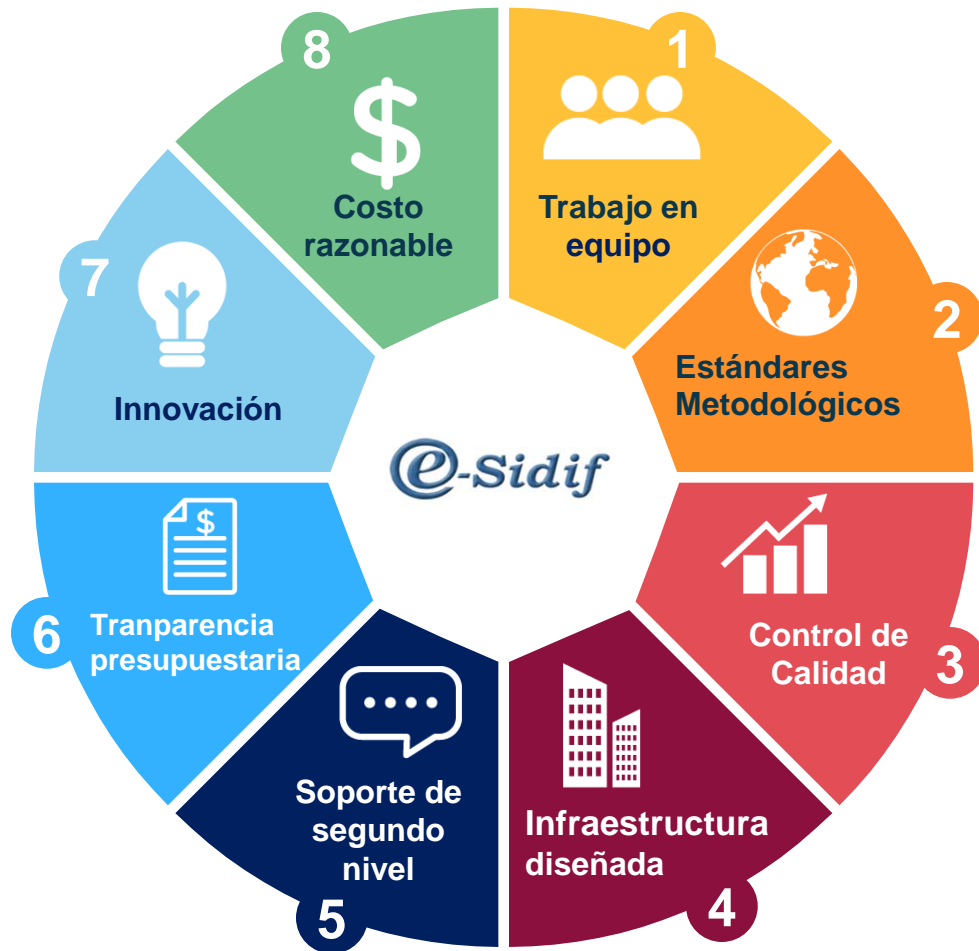 1
Trabajo en
equipo
2
Estándares
Metodológicos
3
Control de
Calidad
4
Infraestructura
diseñada
5
Soporte de
segundo
nivel
6
$
Tranparencia
presupuestaria
7
Innovación
8
$
Costo
razonable
@-Sidif